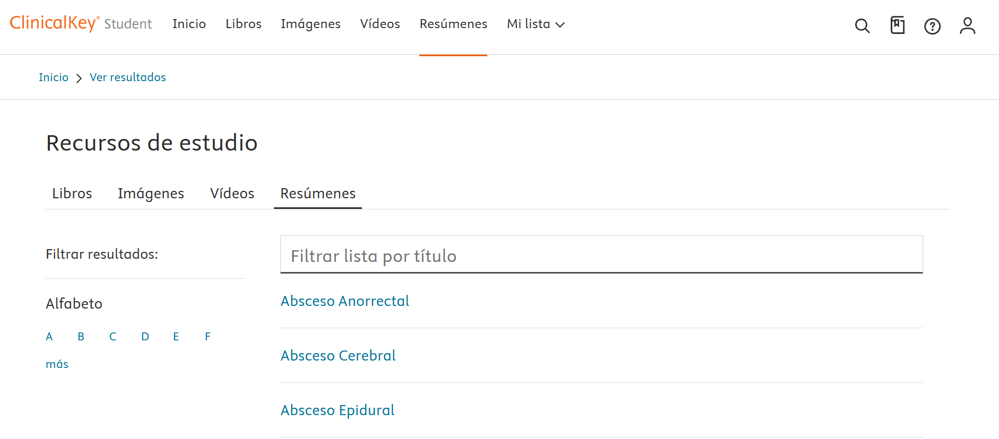 ClinicalKey® Student Inicio Libros Imágenes Vídeos Resúmenes Mi lista
Inicio Ver resultados
Recursos de estudio
Libros Imágenes Vídeos Resúmenes
Filtrar resultados:
Filtrar lista por título
Alfabeto
A B C D E F
más
Absceso Anorrectal
Absceso Cerebral
Absceso Epidural